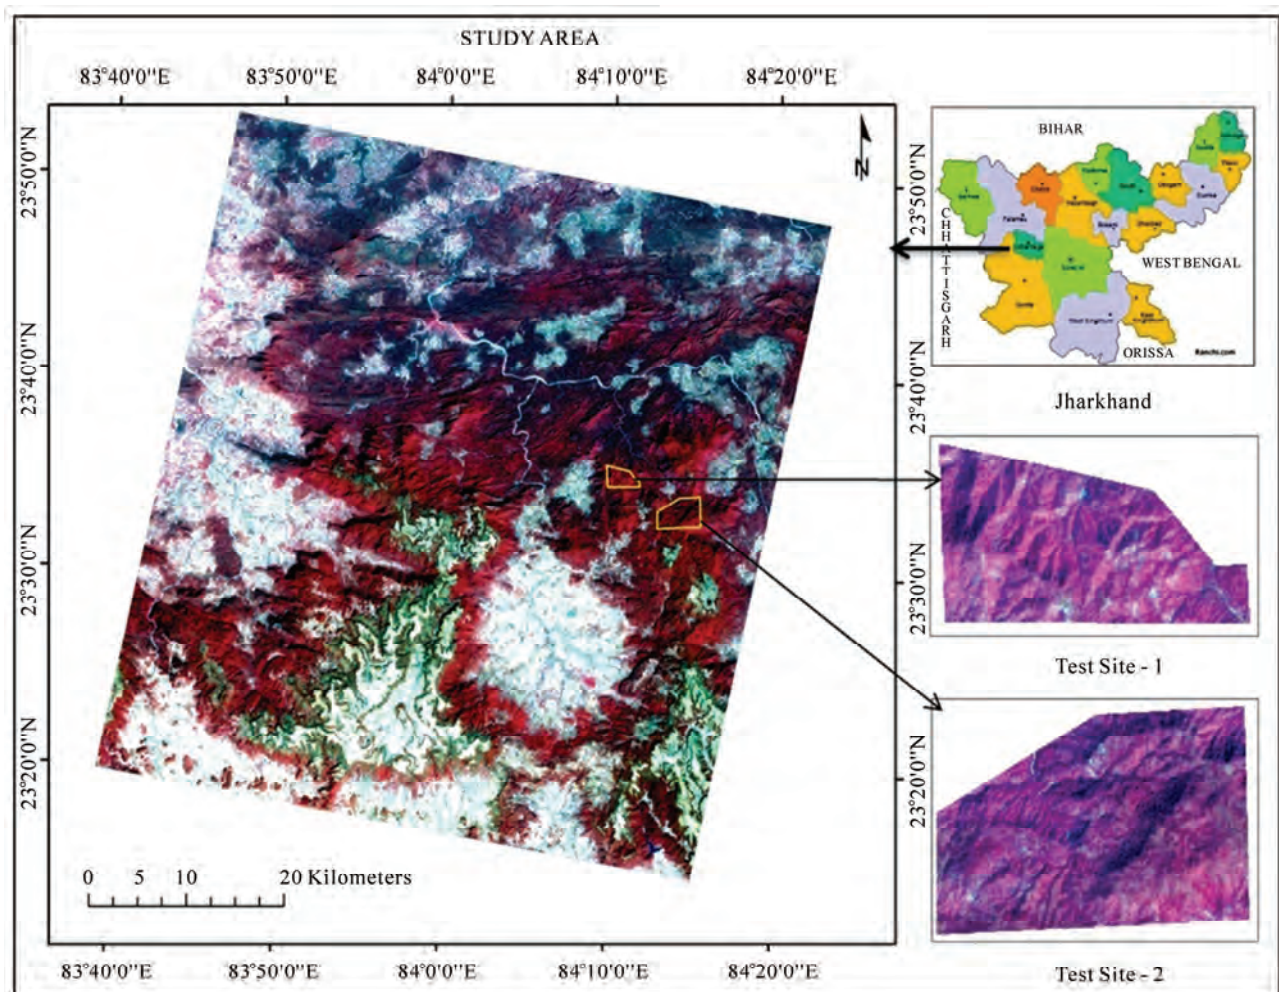 STUDY AREA
83°40'0"E 83°50'0"E 84°0'0"E 84°10'0"E 84°20'0"E
23°50'0"N
23°40'0"N
23°30'0"N
23°20'0"N
N
0 5 10 20 Kilometers
83°40'0"E 83°50'0"E 84°0'0"E 84°10'0"E 84°20'0"E
23°50'0"N
23°40'0"N
23°30'0"N
23°20'0"N
BIHAR
CHHATTISGARH
WEST BENGAL
ORISSA
Ranchi.com
Jharkhand
Test Site - 1
Test Site - 2